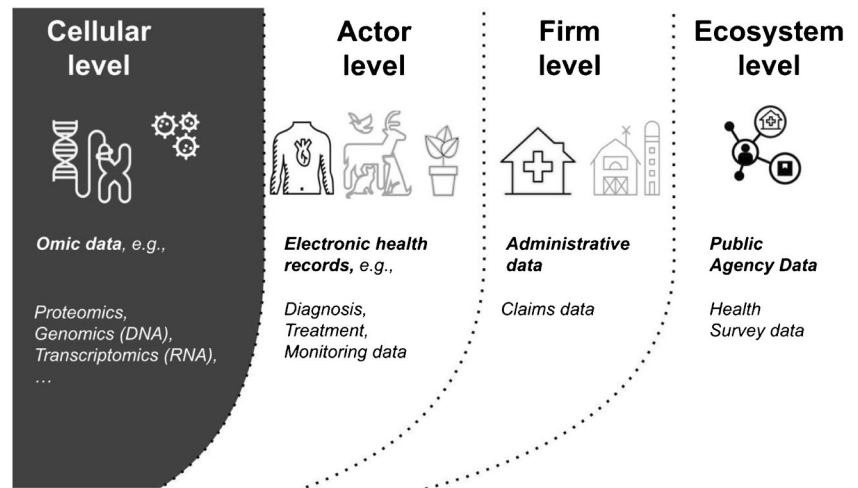 Cellular
level
Omic data, e.g.,
Proteomics,
Genomics (DNA),
Transcriptomics (RNA),
…
Actor
level
Electronic health
records, e.g.,
Diagnosis,
Treatment,
Monitoring data
Firm
level
Administrative
data
Claims data
Ecosystem
level
Public
Agency Data
Health
Survey data